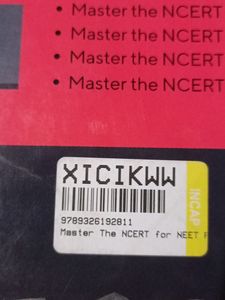 • Master the NCERT
• Master the NCERT
• Master the NCERT
• Master the NCERT
XICIKWW
INCAP
9789326192811
Master The NCERT for NEET